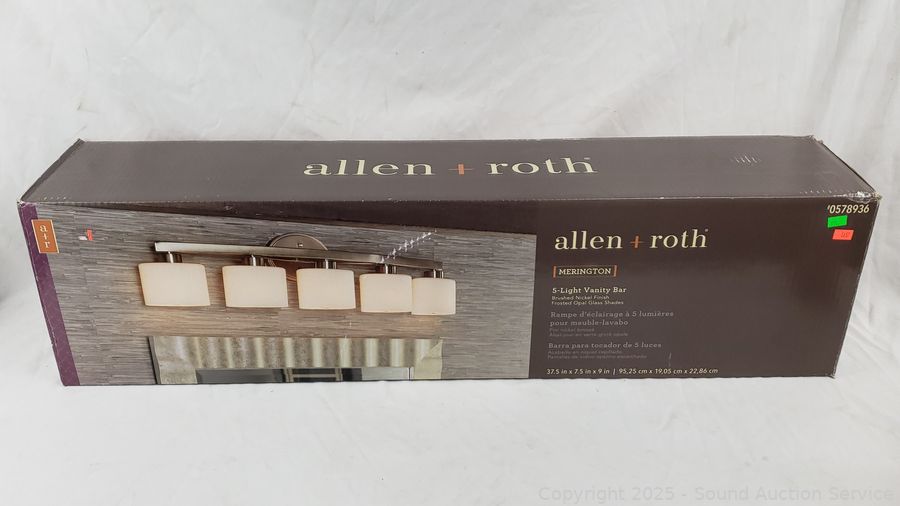 allen + roth®
a+r
'0578936
allen + roth®
[MERINGTON]
5-Light Vanity Bar
Brushed Nickel Finish
Frosted Opal Glass Shades
Rampe d'éclairage à 5 lumières
pour meuble-lavabo
Barra para tocador de 5 luces
37.5 in x 7.5 in x 9 in | 95,25 cm x 19,05 cm x 22,86 cm
Copyright 2025 - Sound Auction Service